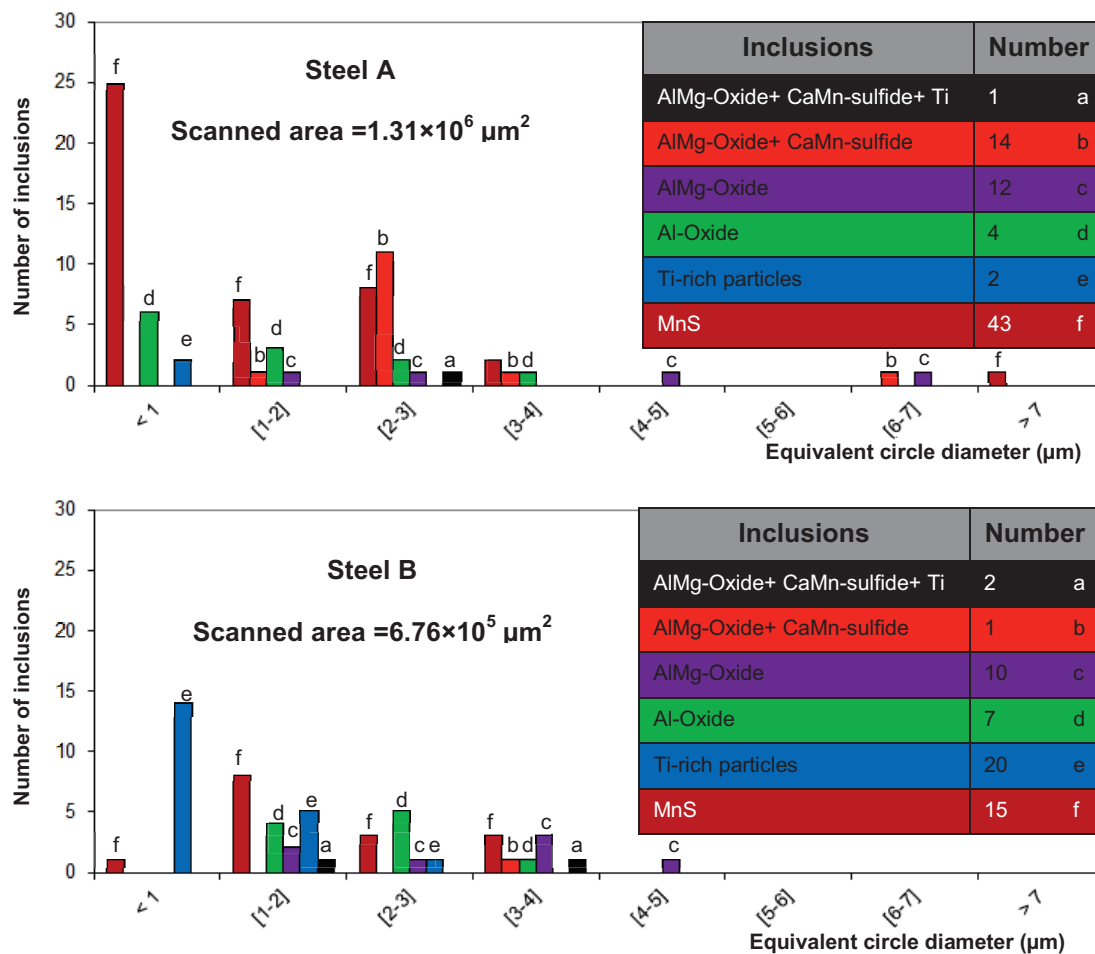 30
25
20
15
10
5
0
Number of inclusions
Steel A
Scanned area =1.31×10⁶ µm²
Inclusions Number
AlMg-Oxide+ CaMn-sulfide+ Ti 1 a
AlMg-Oxide+ CaMn-sulfide 14 b
AlMg-Oxide 12 c
Al-Oxide 4 d
Ti-rich particles 2 e
MnS 43 f
f d e
f b d c
f b d c a
b d
c
b c
f
< 1 [1-2] [2-3] [3-4] [4-5] [5-6] [6-7] > 7
Equivalent circle diameter (µm)
30
25
20
15
10
5
0
Number of inclusions
Steel B
Scanned area =6.76×10⁵ µm²
Inclusions Number
AlMg-Oxide+ CaMn-sulfide+ Ti 2 a
AlMg-Oxide+ CaMn-sulfide 1 b
AlMg-Oxide 10 c
Al-Oxide 7 d
Ti-rich particles 20 e
MnS 15 f
f e
f d c e a
f d c e
f b d c a
c
< 1 [1-2] [2-3] [3-4] [4-5] [5-6] [6-7] > 7
Equivalent circle diameter (µm)